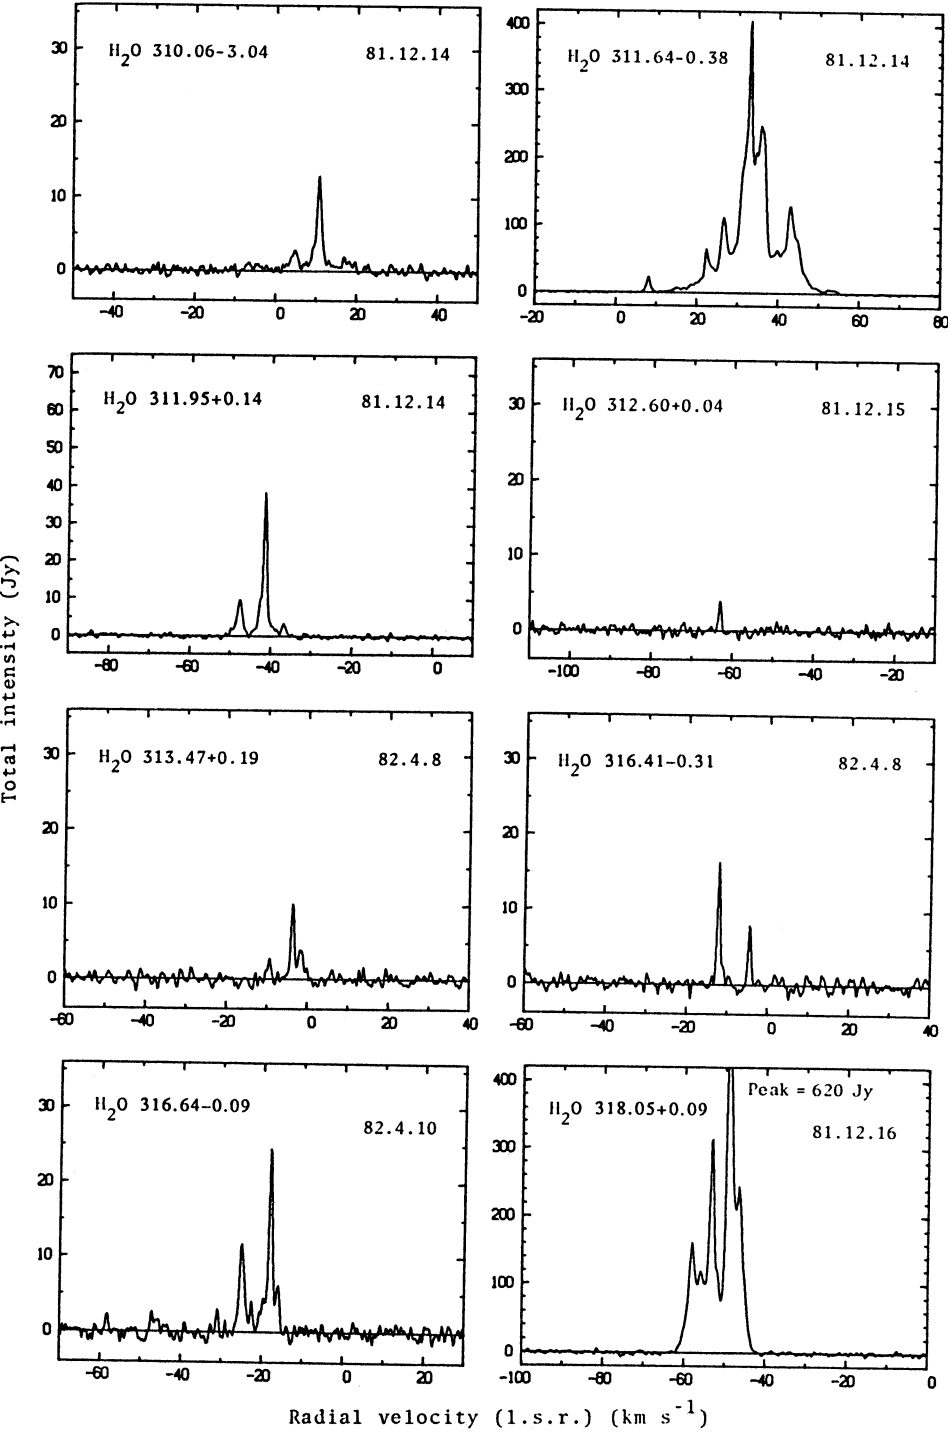 H2O 310.06-3.04 81.12.14
30
20
10
0
-40 -20 0 20 40
H2O 311.64-0.38 81.12.14
400
300
200
100
0
-20 0 20 40 60 80
H2O 311.95+0.14 81.12.14
70
60
50
40
30
20
10
0
-80 -60 -40 -20 0
H2O 312.60+0.04 81.12.15
30
20
10
0
-100 -80 -60 -40 -20
Total intensity (Jy)
H2O 313.47+0.19 82.4.8
30
20
10
0
-60 -40 -20 0 20 40
H2O 316.41-0.31 82.4.8
30
20
10
0
-60 -40 -20 0 20 40
H2O 316.64-0.09
82.4.10
30
20
10
0
-60 -40 -20 0 20
Peak = 620 Jy
H2O 318.05+0.09
81.12.16
400
300
200
100
0
-100 -80 -60 -40 -20 0
Radial velocity (l.s.r.) (km s-1)